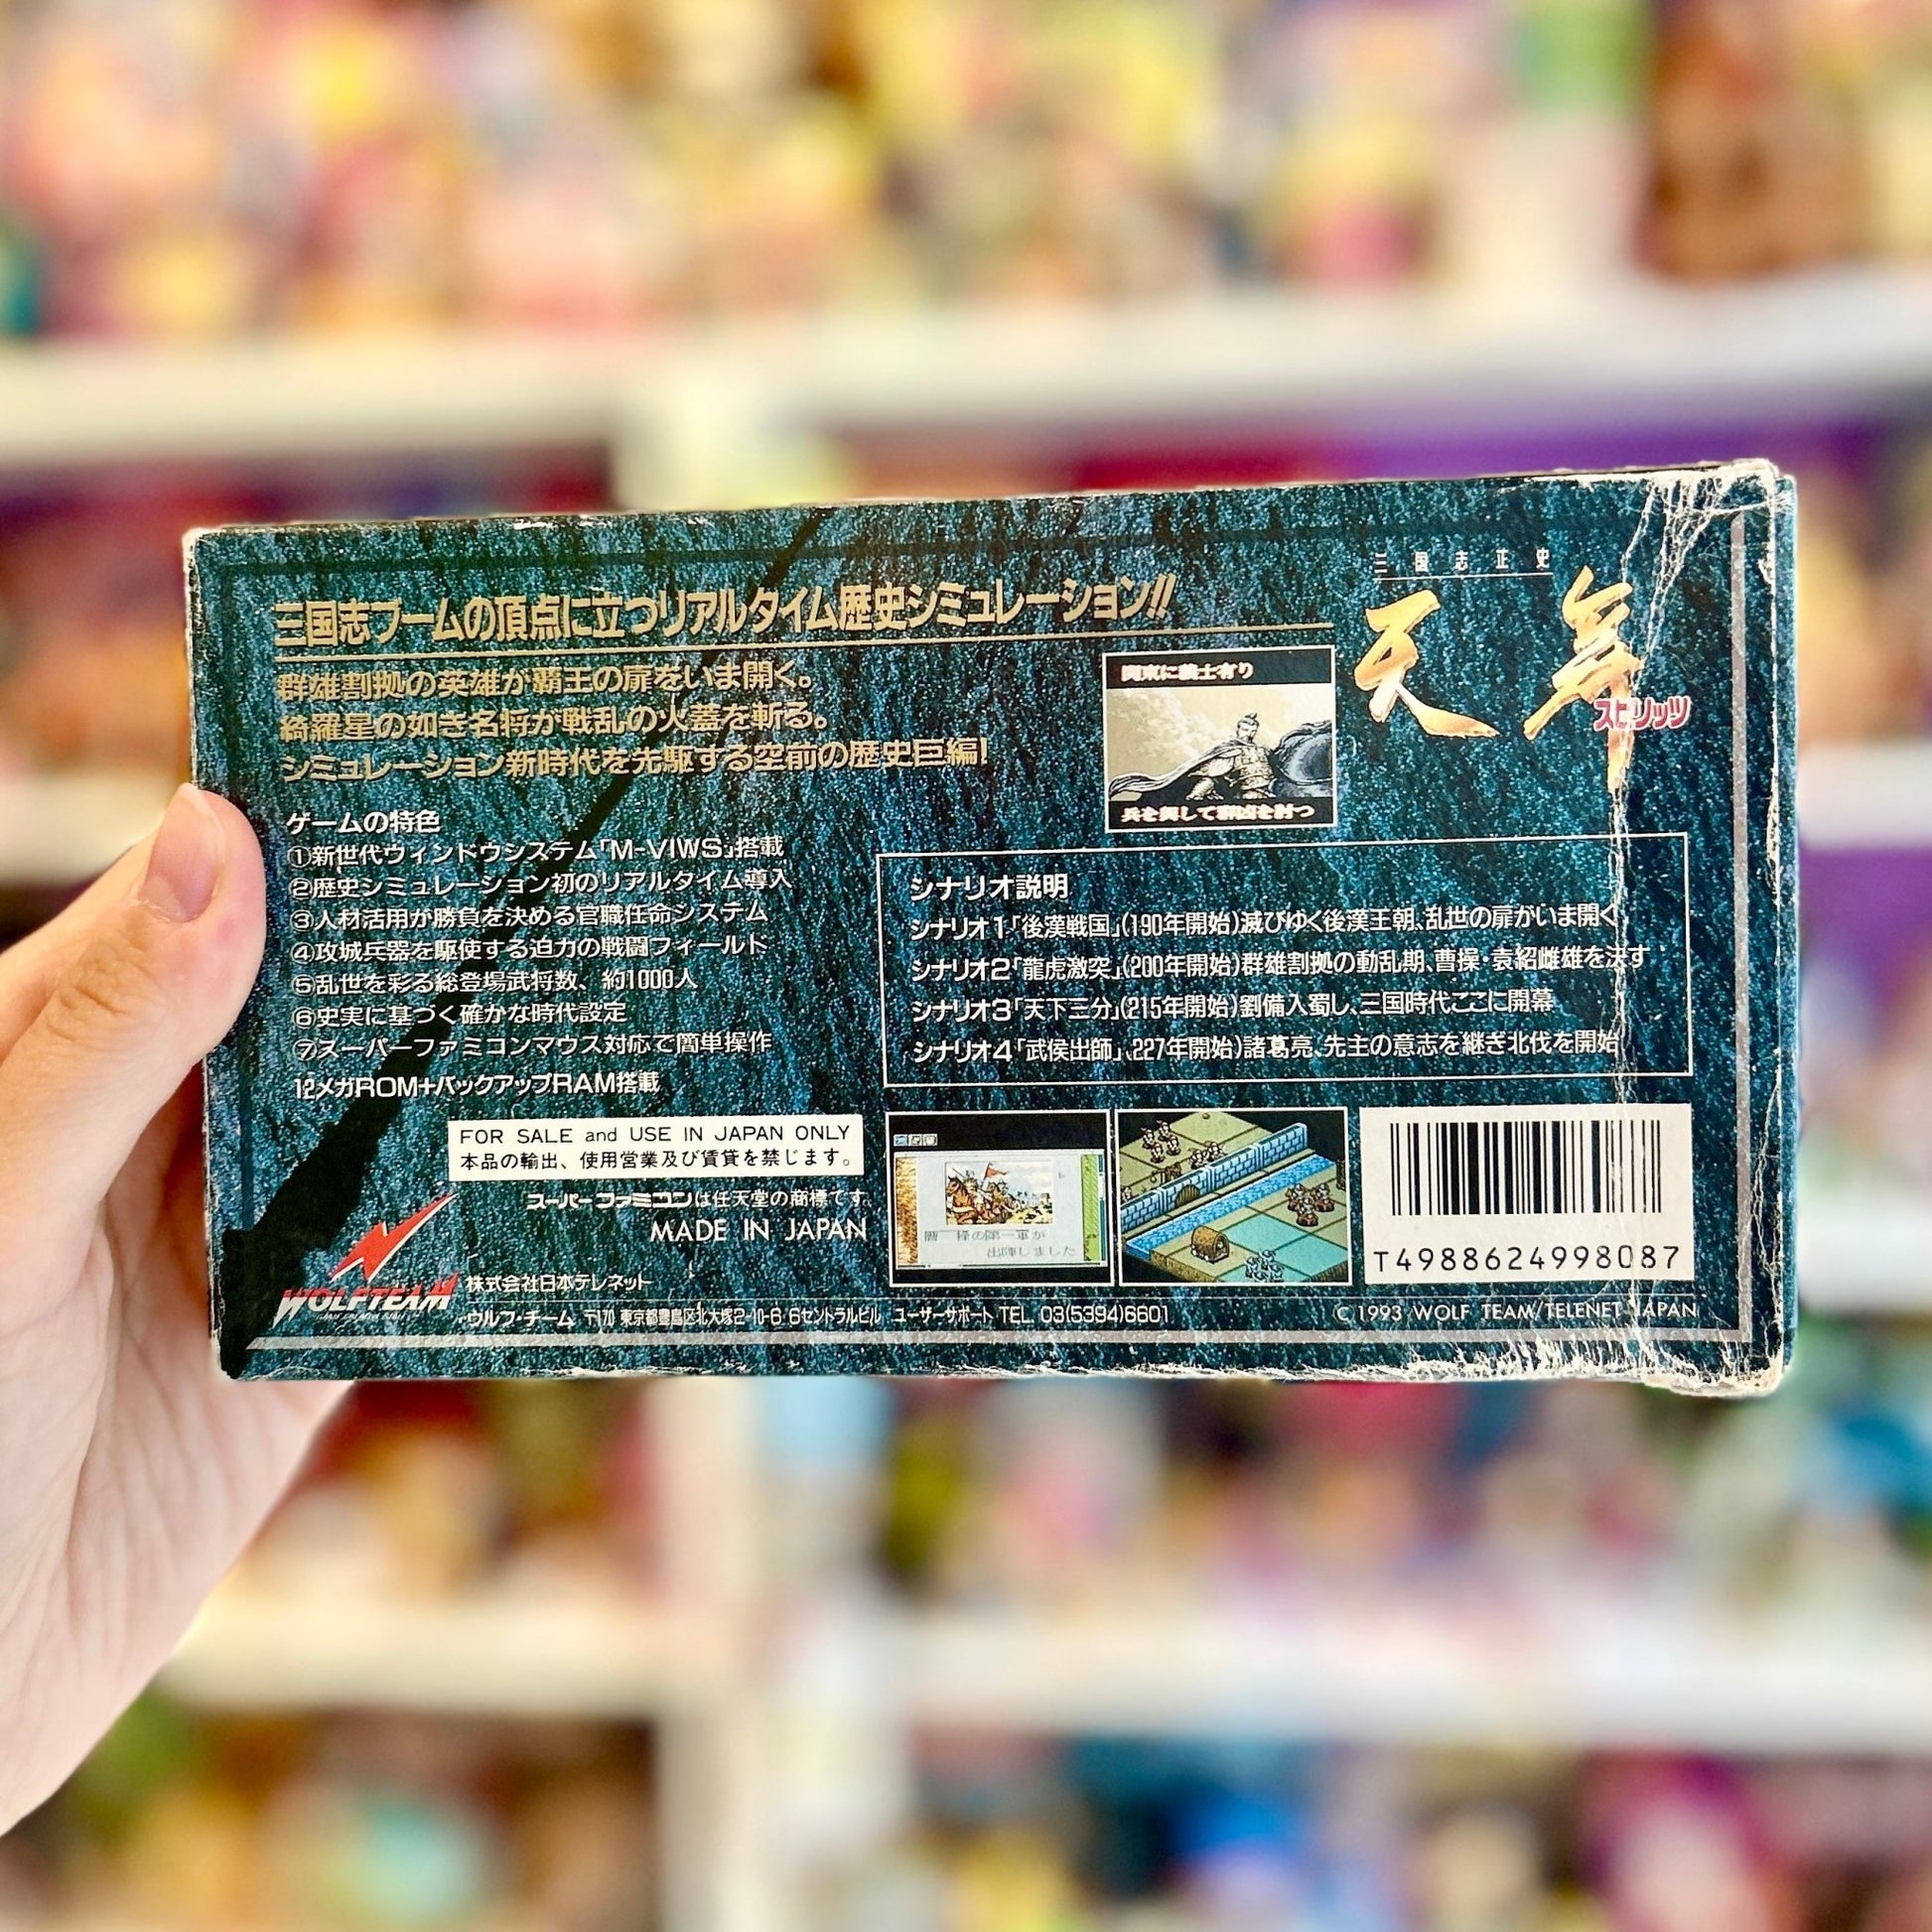 三国志ブームの頂点に立つリアルタイム歴史シミュレーション!!
群雄割拠の英雄が覇王の扉をいま開く。
綺羅星の如き名将が戦乱の火蓋を斬る。
シミュレーション新時代を先駆する空前の歴史巨編!
三国志正史
天舞
スピリッツ
関東に義士有り
兵を興して群凶を討つ
ゲームの特色
①新世代ウィンドウシステム「M-VIWS」搭載
②歴史シミュレーション初のリアルタイム導入
③人材活用が勝負を決める官職任命システム
④攻城兵器を駆使する迫力の戦闘フィールド
⑤乱世を彩る総登場武将数、約1000人
⑥史実に基づく確かな時代設定
⑦スーパーファミコンマウス対応で簡単操作
12メガROM+バックアップRAM搭載
シナリオ説明
シナリオ1「後漢戦国」(190年開始)滅びゆく後漢王朝、乱世の扉がいま開く
シナリオ2「龍虎激突」(200年開始)群雄割拠の動乱期、曹操・袁紹雌雄を決す
シナリオ3「天下三分」(215年開始)劉備入蜀し、三国時代ここに開幕
シナリオ4「武侯出師」(227年開始)諸葛亮、先主の意志を継ぎ北伐を開始
FOR SALE and USE IN JAPAN ONLY
本品の輸出、使用営業及び賃貸を禁じます。
スーパーファミコンは任天堂の商標です。
MADE IN JAPAN
の第一軍が
出陣しました
T4988624998087
WOLFTEAM
株式会社日本テレネット
ウルフ・チーム 〒170 東京都豊島区北大塚2-10-6 6セントラルビル ユーザーサポート TEL. 03(5394)6601
© 1993 WOLF TEAM/TELENET JAPAN